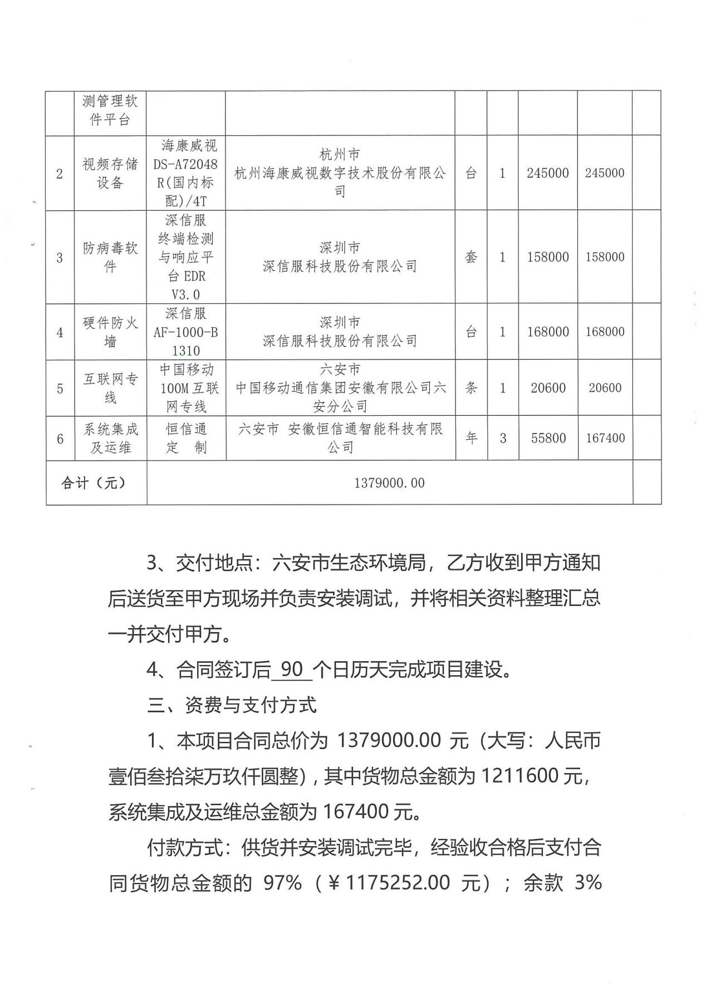 测管理软
件平台
2
视频存储
设备
海康威视
DS-A72048
R(国内标
配)/4T
杭州市
杭州海康威视数字技术股份有限公
司
台
1
245000
245000
3
防病毒软
件
深信服
终端检测
与响应平
台 EDR
V3.0
深圳市
深信服科技股份有限公司
套
1
158000
158000
4
硬件防火
墙
深信服
AF-1000-B
1310
深圳市
深信服科技股份有限公司
台
1
168000
168000
5
互联网专
线
中国移动
100M 互联
网专线
六安市
中国移动通信集团安徽有限公司六
安分公司
条
1
20600
20600
6
系统集成
及运维
恒信通
定 制
六安市 安徽恒信通智能科技有限
公司
年
3
55800
167400
合计（元）
1379000.00
3、交付地点：六安市生态环境局，乙方收到甲方通知
后送货至甲方现场并负责安装调试，并将相关资料整理汇总
一并交付甲方。
4、合同签订后 90 个日历天完成项目建设。
三、资费与支付方式
1、本项目合同总价为 1379000.00 元（大写：人民币
壹佰叁拾柒万玖仟圆整），其中货物总金额为 1211600 元，
系统集成及运维总金额为 167400 元。
付款方式：供货并安装调试完毕，经验收合格后支付合
同货物总金额的 97%（￥1175252.00 元）；余款 3%